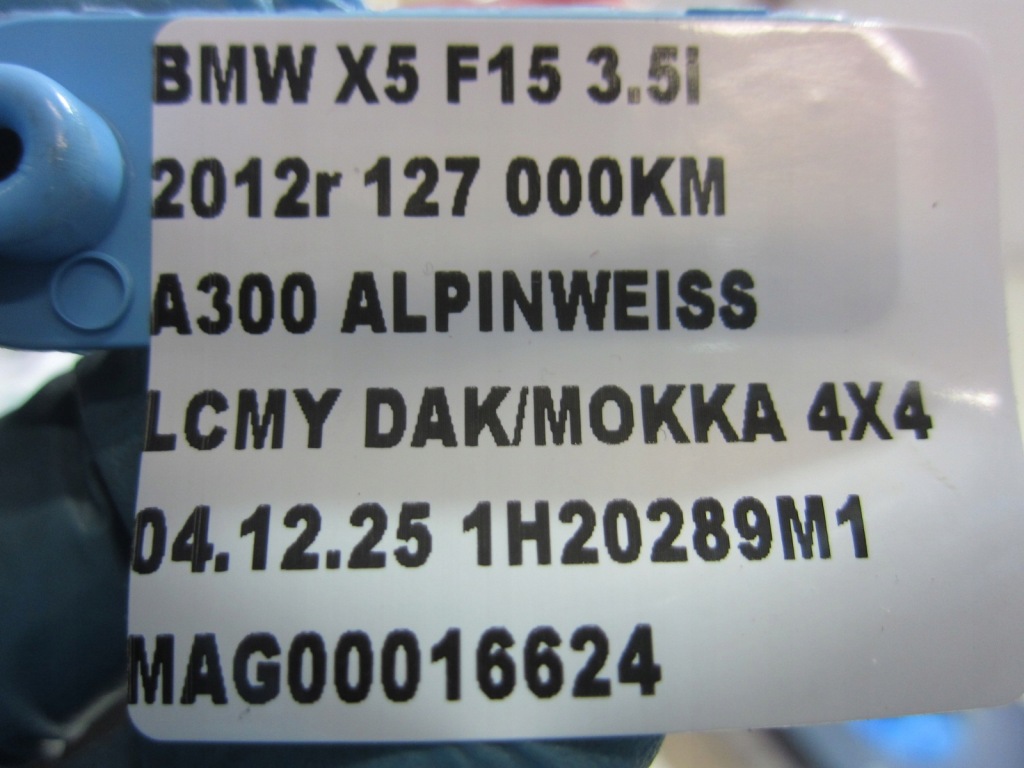 BMW X5 F15 3.5I
2012r 127 000KM
A300 ALPINWEISS
LCMY DAK/MOKKA 4X4
04.12.25 1H20289M1
MAG00016624